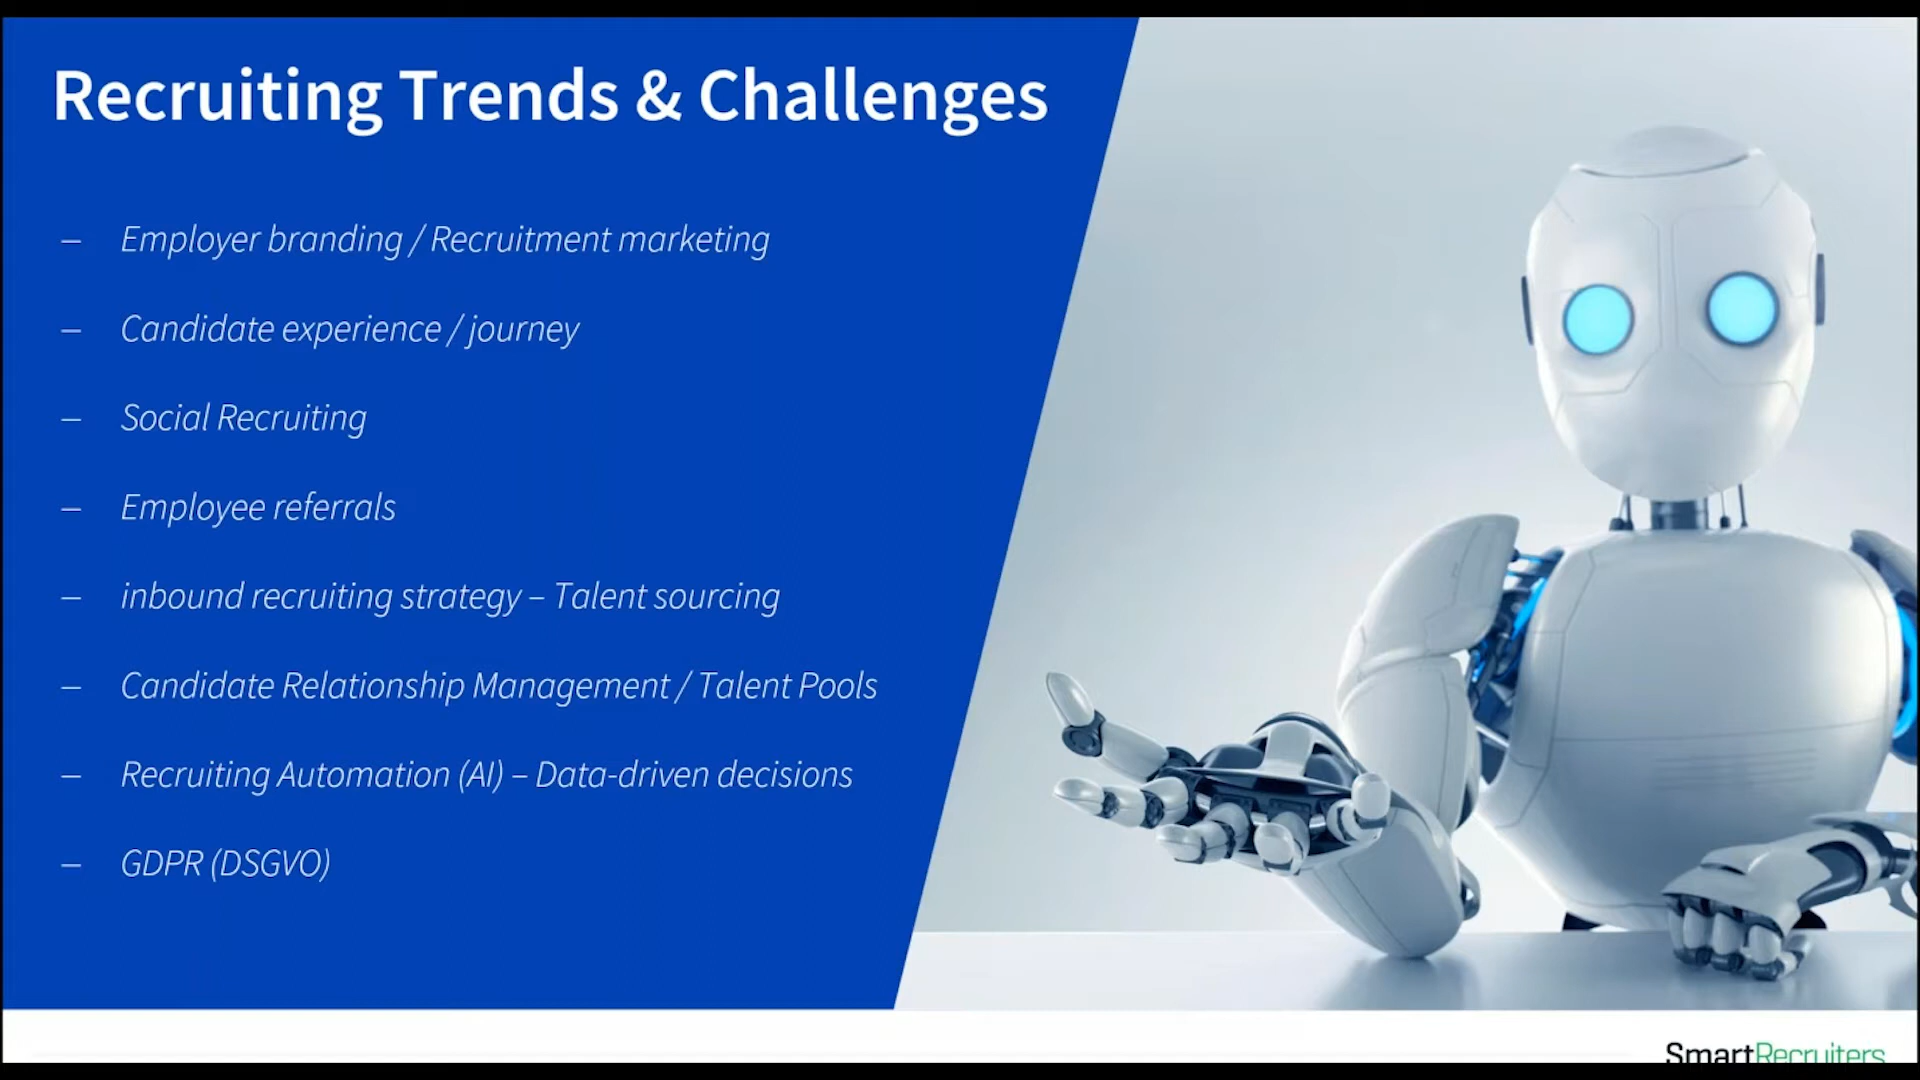 Recruiting Trends & Challenges
– Employer branding / Recruitment marketing
– Candidate experience / journey
– Social Recruiting
– Employee referrals
– inbound recruiting strategy – Talent sourcing
– Candidate Relationship Management / Talent Pools
– Recruiting Automation (AI) – Data-driven decisions
– GDPR (DSGVO)
SmartRecruiters